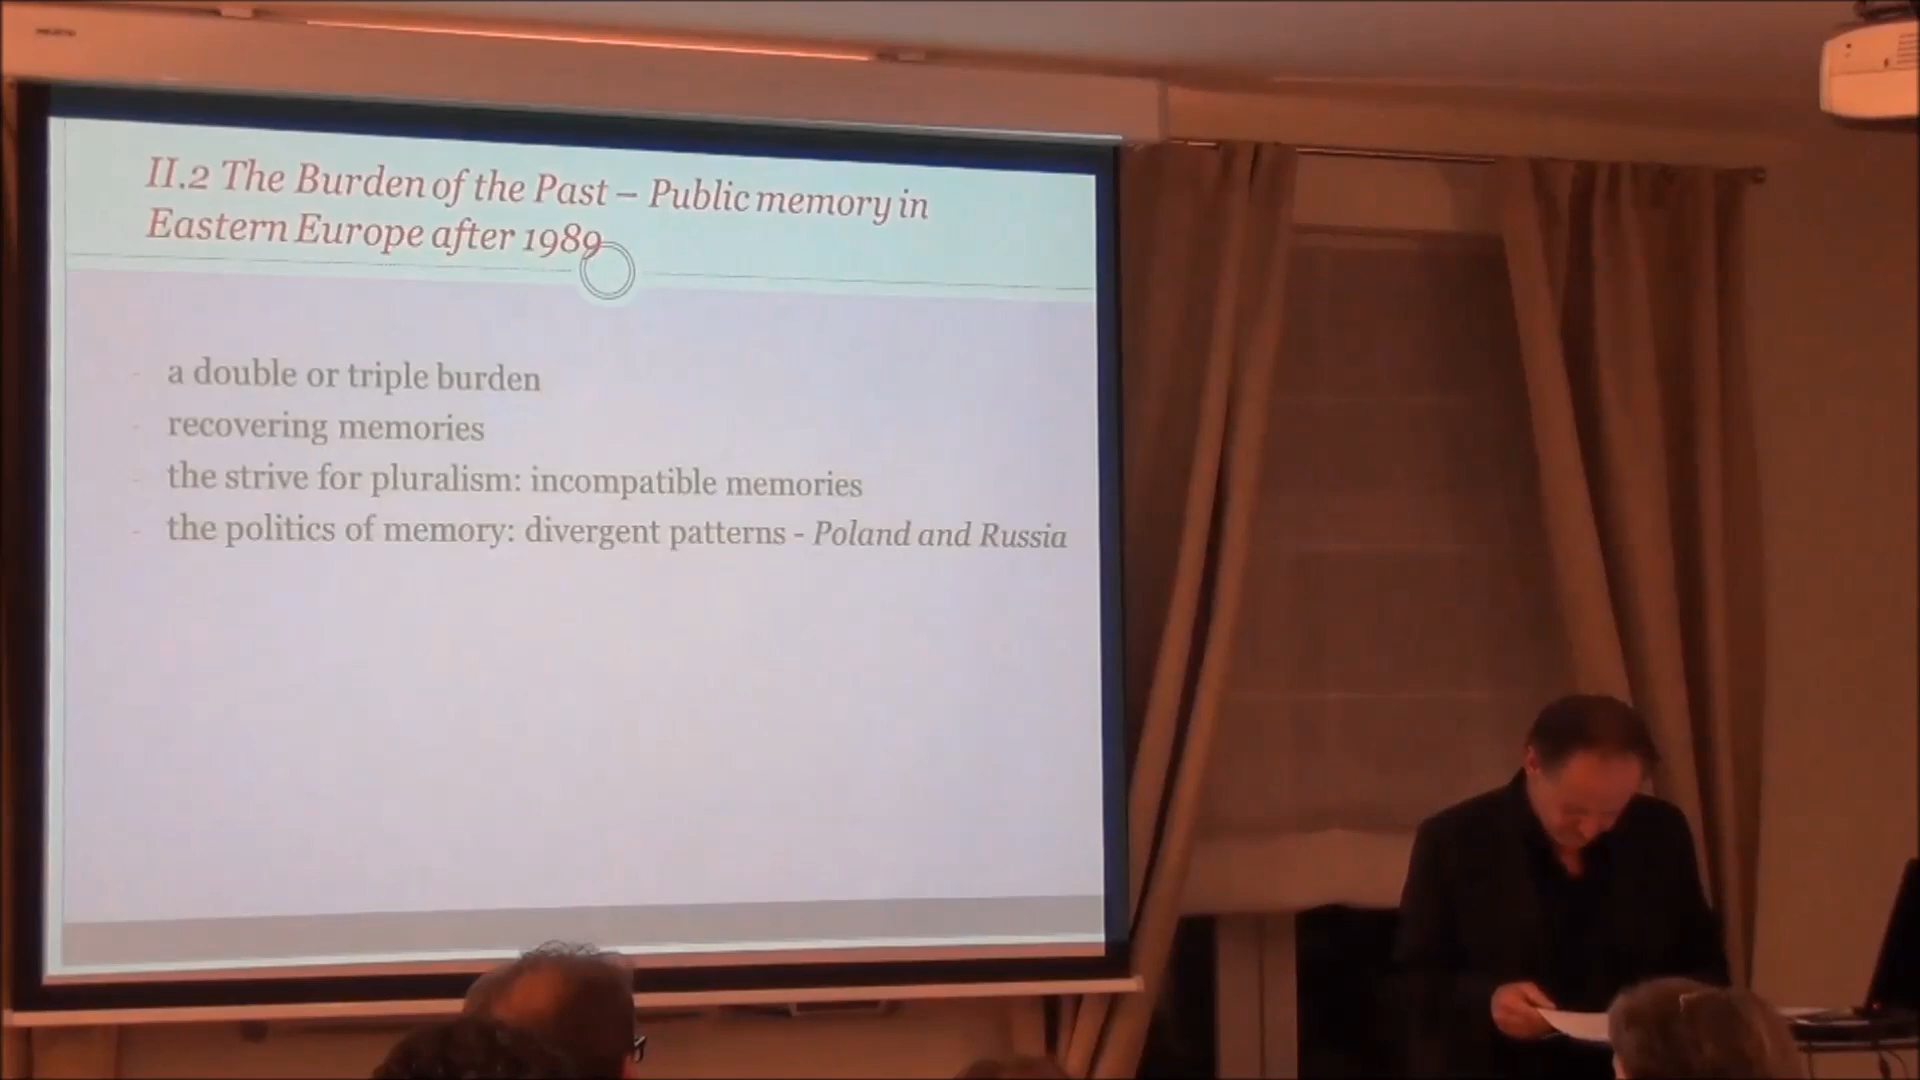 II.2 The Burden of the Past – Public memory in
Eastern Europe after 1989
- a double or triple burden
- recovering memories
- the strive for pluralism: incompatible memories
- the politics of memory: divergent patterns - Poland and Russia